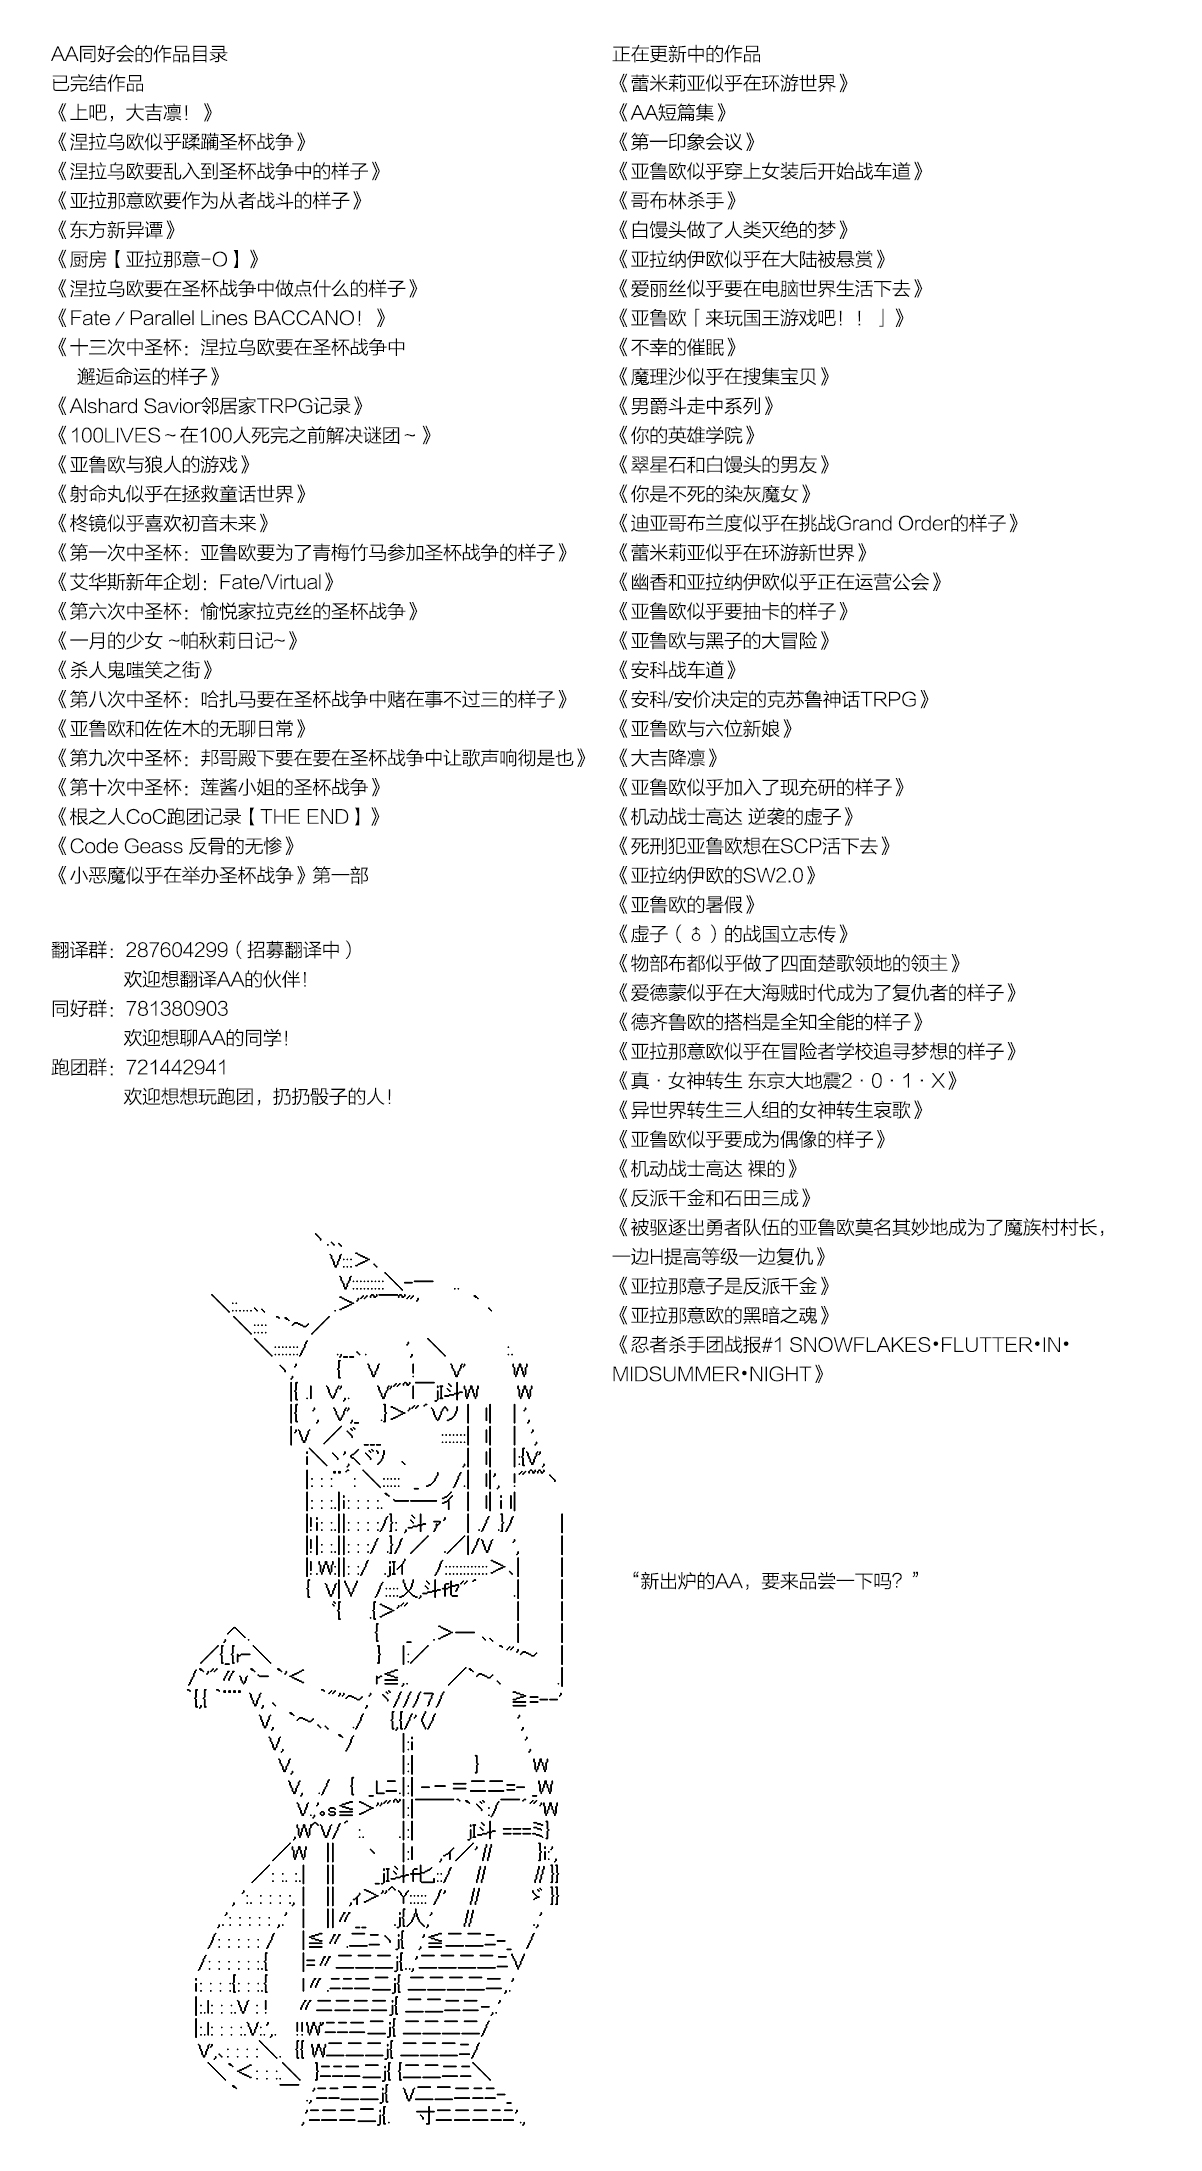 AA同好会的作品目录
已完结作品
《上吧，大吉凛！》
《涅拉乌欧似乎蹂躏圣杯战争》
《涅拉乌欧要乱入到圣杯战争中的样子》
《亚拉那意欧要作为从者战斗的样子》
《东方新异谭》
《厨房【亚拉那意-O】》
《涅拉乌欧要在圣杯战争中做点什么的样子》
《Fate / Parallel Lines BACCANO！》
《十三次中圣杯：涅拉乌欧要在圣杯战争中
邂逅命运的样子》
《Alshard Savior邻居家TRPG记录》
《100LIVES～在100人死完之前解决谜团～》
《亚鲁欧与狼人的游戏》
《射命丸似乎在拯救童话世界》
《柊镜似乎喜欢初音未来》
《第一次中圣杯：亚鲁欧要为了青梅竹马参加圣杯战争的样子》
《艾华斯新年企划：Fate/Virtual》
《第六次中圣杯：愉悦家拉克丝的圣杯战争》
《一月的少女 ~帕秋莉日记~》
《杀人鬼嗤笑之街》
《第八次中圣杯：哈扎马要在圣杯战争中赌在事不过三的样子》
《亚鲁欧和佐佐木的无聊日常》
《第九次中圣杯：邦哥殿下要在要在圣杯战争中让歌声响彻是也》
《第十次中圣杯：莲酱小姐的圣杯战争》
《根之人CoC跑团记录【THE END】》
《Code Geass 反骨的无惨》
《小恶魔似乎在举办圣杯战争》第一部
翻译群：287604299（招募翻译中）
欢迎想翻译AA的伙伴！
同好群：781380903
欢迎想聊AA的同学！
跑团群：721442941
欢迎想想玩跑团，扔扔骰子的人！
正在更新中的作品
《蕾米莉亚似乎在环游世界》
《AA短篇集》
《第一印象会议》
《亚鲁欧似乎穿上女装后开始战车道》
《哥布林杀手》
《白馒头做了人类灭绝的梦》
《亚拉纳伊欧似乎在大陆被悬赏》
《爱丽丝似乎要在电脑世界生活下去》
《亚鲁欧「来玩国王游戏吧！！」》
《不幸的催眠》
《魔理沙似乎在搜集宝贝》
《男爵斗走中系列》
《你的英雄学院》
《翠星石和白馒头的男友》
《你是不死的染灰魔女》
《迪亚哥布兰度似乎在挑战Grand Order的样子》
《蕾米莉亚似乎在环游新世界》
《幽香和亚拉纳伊欧似乎正在运营公会》
《亚鲁欧似乎要抽卡的样子》
《亚鲁欧与黑子的大冒险》
《安科战车道》
《安科/安价决定的克苏鲁神话TRPG》
《亚鲁欧与六位新娘》
《大吉降凛》
《亚鲁欧似乎加入了现充研的样子》
《机动战士高达 逆袭的虚子》
《死刑犯亚鲁欧想在SCP活下去》
《亚拉纳伊欧的SW2.0》
《亚鲁欧的暑假》
《虚子（♂）的战国立志传》
《物部布都似乎做了四面楚歌领地的领主》
《爱德蒙似乎在大海贼时代成为了复仇者的样子》
《德齐鲁欧的搭档是全知全能的样子》
《亚拉那意欧似乎在冒险者学校追寻梦想的样子》
《真·女神转生 东京大地震2·0·1·X》
《异世界转生三人组的女神转生哀歌》
《亚鲁欧似乎要成为偶像的样子》
《机动战士高达 裸的》
《反派千金和石田三成》
《被驱逐出勇者队伍的亚鲁欧莫名其妙地成为了魔族村村长，
一边H提高等级一边复仇》
《亚拉那意子是反派千金》
《亚拉那意欧的黑暗之魂》
《忍者杀手团战报#1 SNOWFLAKES•FLUTTER•IN•
MIDSUMMER•NIGHT》
“新出炉的AA，要来品尝一下吗？”